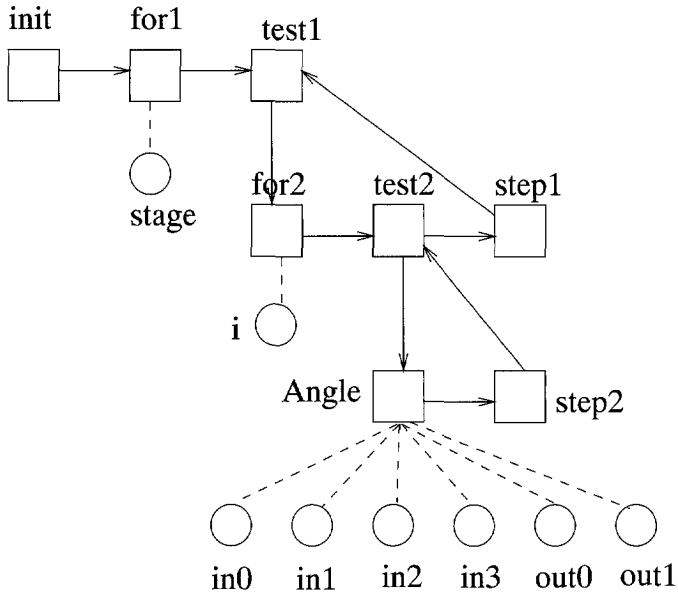 init
for1
test1
stage
for2
test2
step1
i
Angle
step2
in0
in1
in2
in3
out0
out1